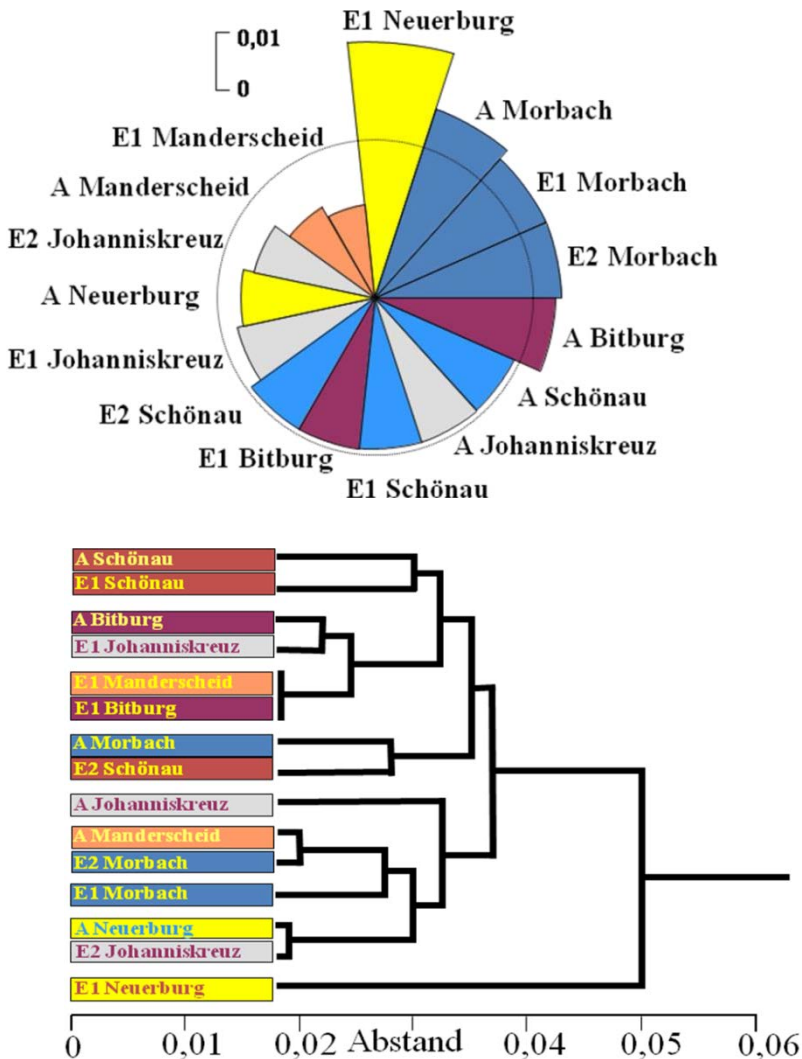 E1 Neuerburg
0,01
0
A Morbach
E1 Manderscheid
A Manderscheid
E1 Morbach
E2 Johanniskreuz
E2 Morbach
A Neuerburg
A Bitburg
E1 Johanniskreuz
A Schönau
E2 Schönau
A Johanniskreuz
E1 Bitburg
E1 Schönau
A Schönau
E1 Schönau
A Bitburg
E1 Johanniskreuz
E1 Manderscheid
E1 Bitburg
A Morbach
E2 Schönau
A Johanniskreuz
A Manderscheid
E2 Morbach
E1 Morbach
A Neuerburg
E2 Johanniskreuz
E1 Neuerburg
0 0,01 0,02 Abstand 0,04 0,05 0,06